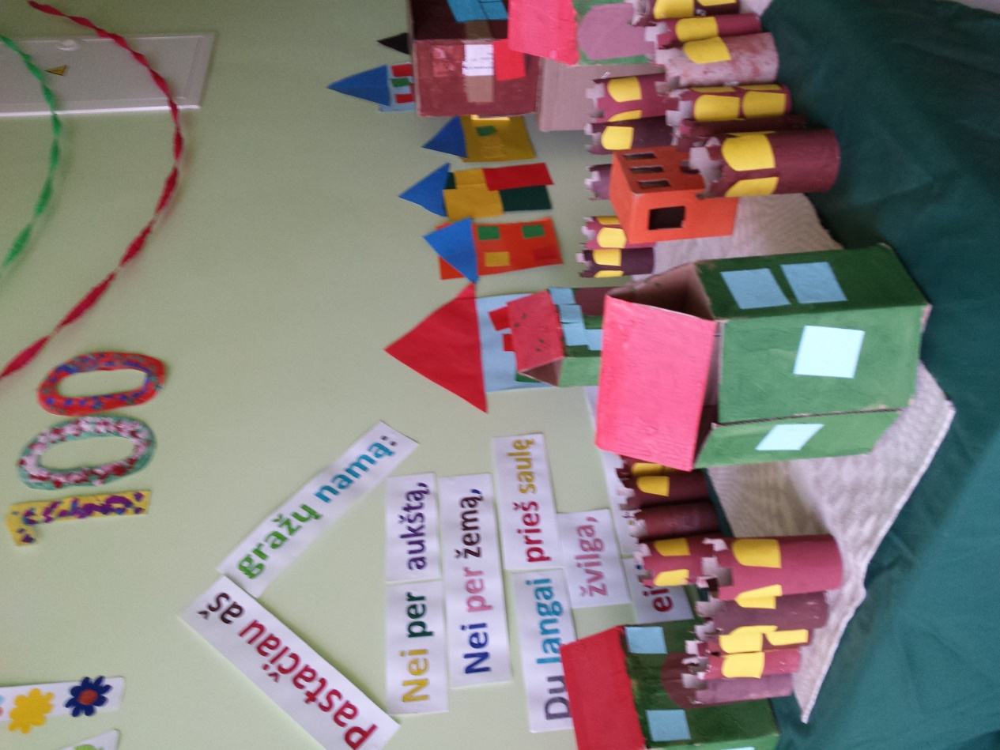 100
Pastačiau aš
gražų namą:
Nei per aukštą,
Nei per žemą,
Du langai prieš saulę
žvilga,